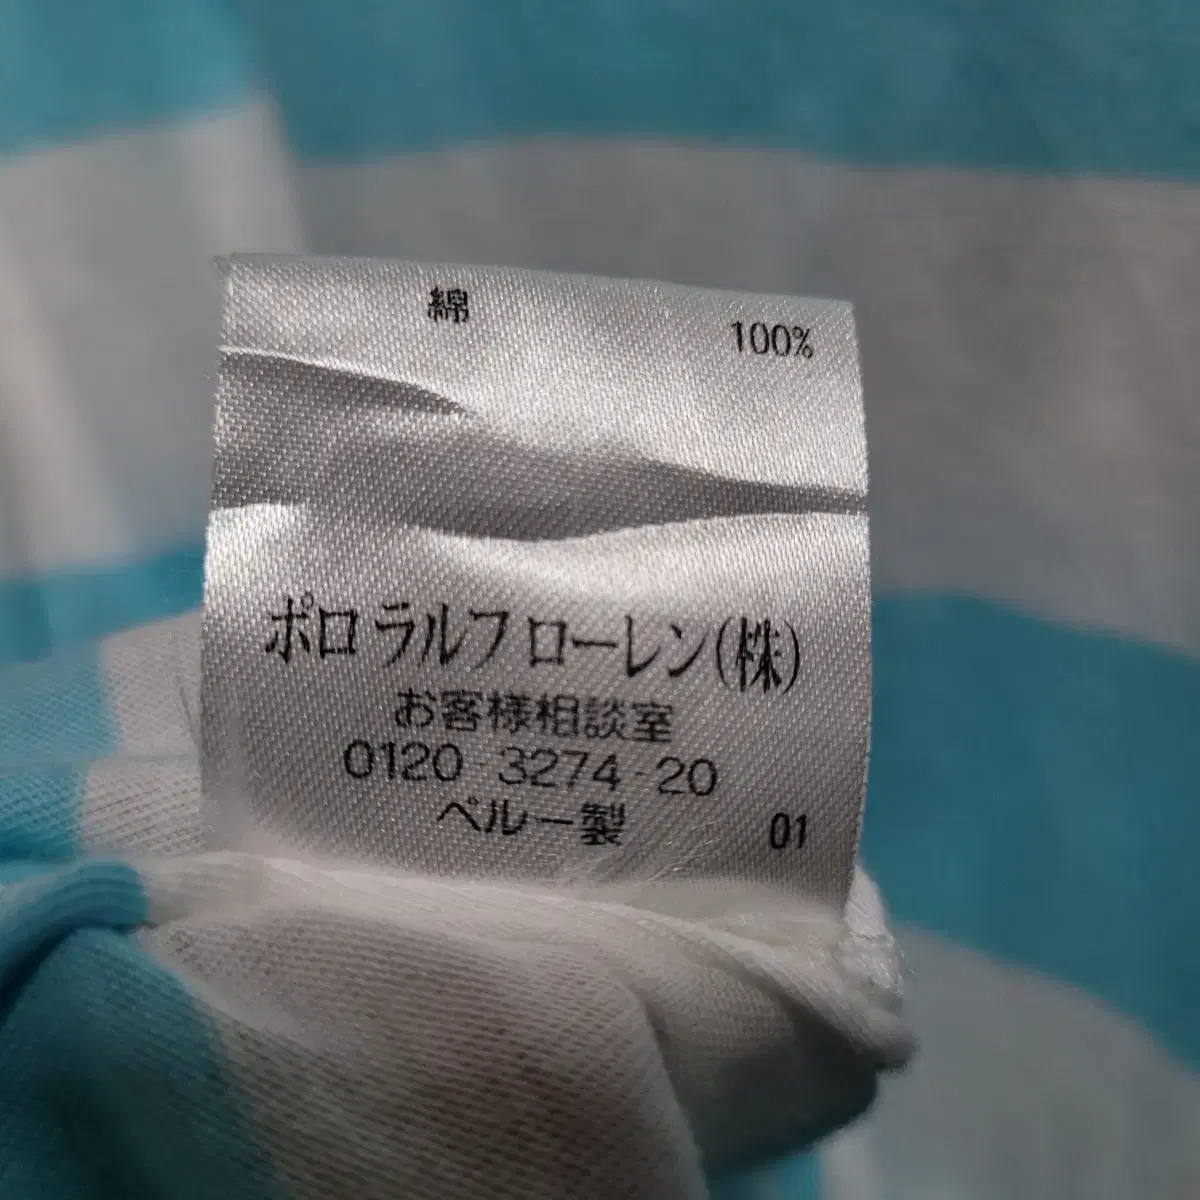 綿 100%
ポロ ラルフ ローレン(株)
お客様相談室
0120-3274-20
ペルー製 01